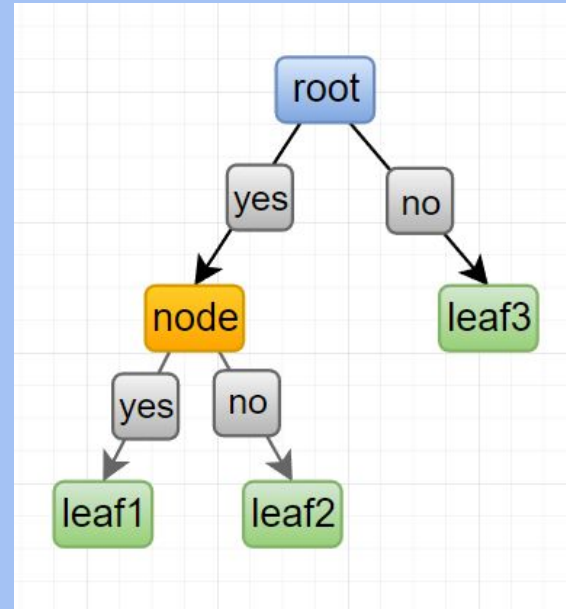 root
yes
no
node
leaf3
yes
no
leaf1
leaf2